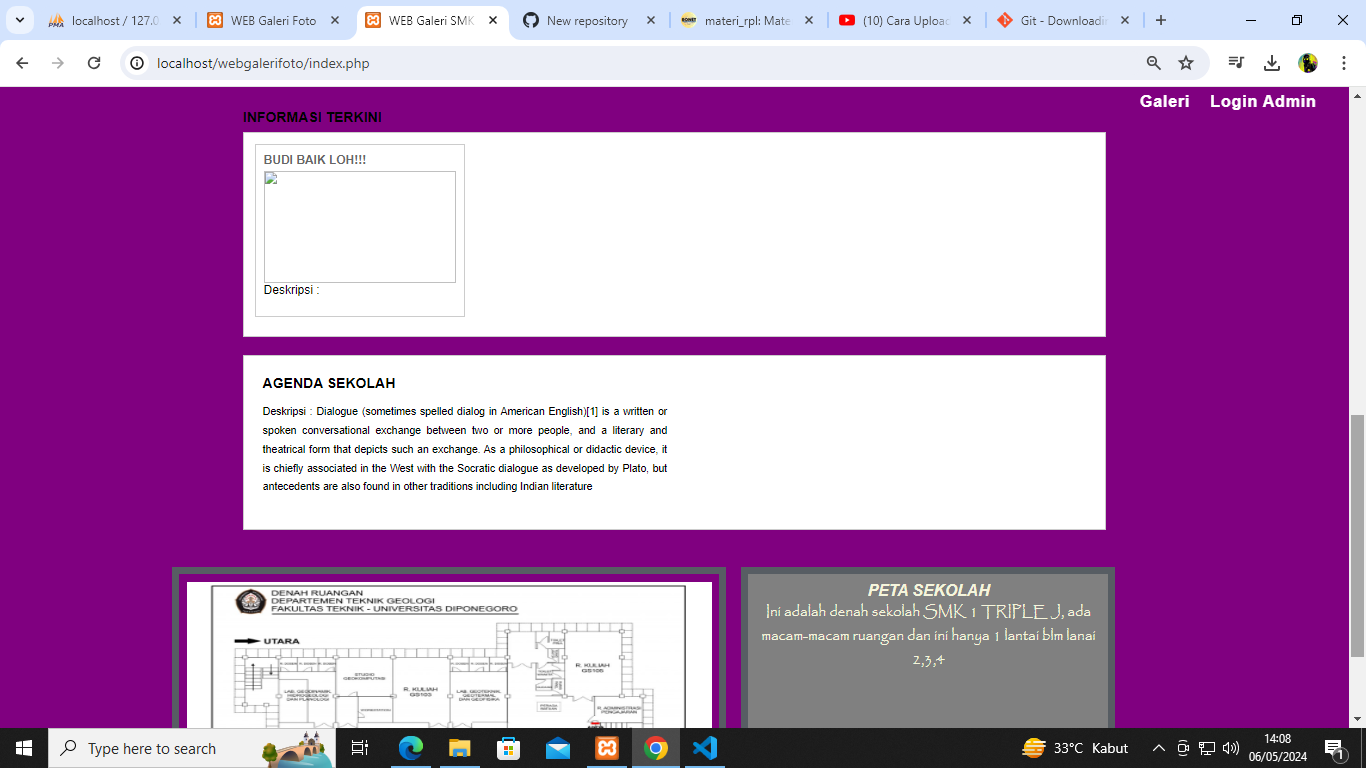 localhost / 127.0
WEB Galeri Foto
WEB Galeri SMK
New repository
materi_rpl: Mate
(10) Cara Upload
Git - Downloadin
localhost/webgalerifoto/index.php
Galeri Login Admin
INFORMASI TERKINI
BUDI BAIK LOH!!!
Deskripsi :
AGENDA SEKOLAH
Deskripsi : Dialogue (sometimes spelled dialog in American English)[1] is a written or
spoken conversational exchange between two or more people, and a literary and
theatrical form that depicts such an exchange. As a philosophical or didactic device, it
is chiefly associated in the West with the Socratic dialogue as developed by Plato, but
antecedents are also found in other traditions including Indian literature
DENAH RUANGAN
DEPARTEMEN TEKNIK GEOLOGI
FAKULTAS TEKNIK - UNIVERSITAS DIPONEGORO
UTARA
STUDIO
GEOKOMPUTASI
R. KULIAH
GS103
R. KULIAH
GS105
LAB. GEODINAMIK,
HIDROGEOLOGI
DAN PLANOLOGI
LAB. GEOTEKNIK,
GEOTERMAL
DAN GEOFISIKA
R. ADMINISTRASI
PENGAJARAN
PETA SEKOLAH
Ini adalah denah sekolah SMK 1 TRIPLE J, ada
macam-macam ruangan dan ini hanya 1 lantai blm lanai
2,3,4
Type here to search
33°C Kabut
14:08
06/05/2024
1